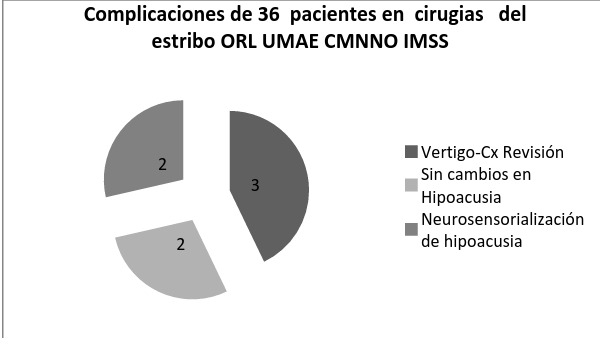 Complicaciones de 36 pacientes en cirugias del
estribo ORL UMAE CMNNO IMSS
2
3
2
Vertigo-Cx Revisión
Sin cambios en
Hipoacusia
Neurosensorialización
de hipoacusia